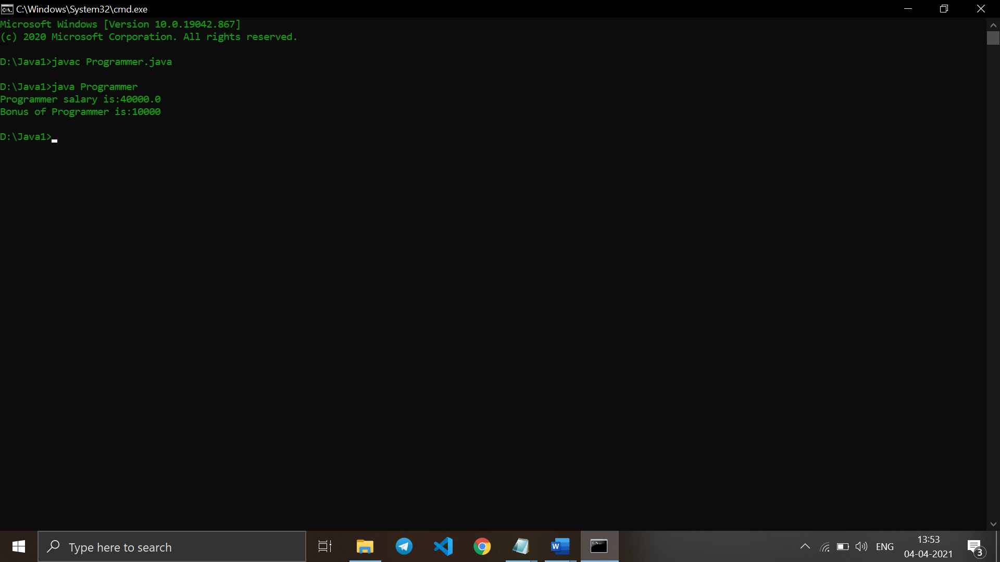 C:\Windows\System32\cmd.exe
Microsoft Windows [Version 10.0.19042.867]
(c) 2020 Microsoft Corporation. All rights reserved.
D:\Java1>javac Programmer.java
D:\Java1>java Programmer
Programmer salary is:40000.0
Bonus of Programmer is:10000
D:\Java1>
Type here to search
W
ENG
13:53
04-04-2021
3